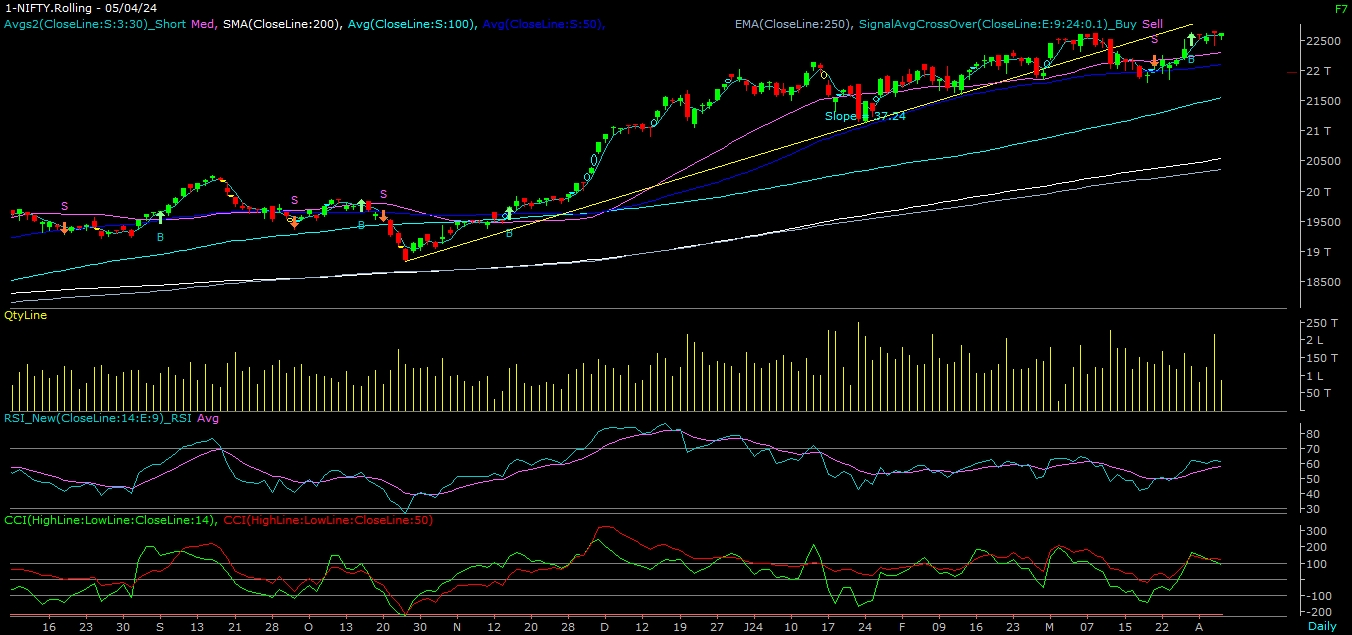 1-NIFTY.Rolling - 05/04/24
F7
Avgs2(CloseLine:S:3:30)_Short Med, SMA(CloseLine:200), Avg(CloseLine:S:100), Avg(CloseLine:S:50), EMA(CloseLine:250), SignalAvgCrossOver(CloseLine:E:9:24:0.1)_Buy Sell
22500
22 T
21500
21 T
20500
20 T
19500
19 T
18500
Slope = 37.24
S
S
S
S
B
B
B
B
QtyLine
250 T
2 L
150 T
1 L
50 T
RSI_New(CloseLine:14:E:9)_RSI Avg
80
70
60
50
40
30
CCI(HighLine:LowLine:CloseLine:14), CCI(HighLine:LowLine:CloseLine:50)
300
200
100
-100
-200
16 23 30 S 13 21 28 O 13 20 30 N 12 20 28 D 12 19 27 J24 10 17 24 F 09 16 23 M 07 15 22 A
Daily